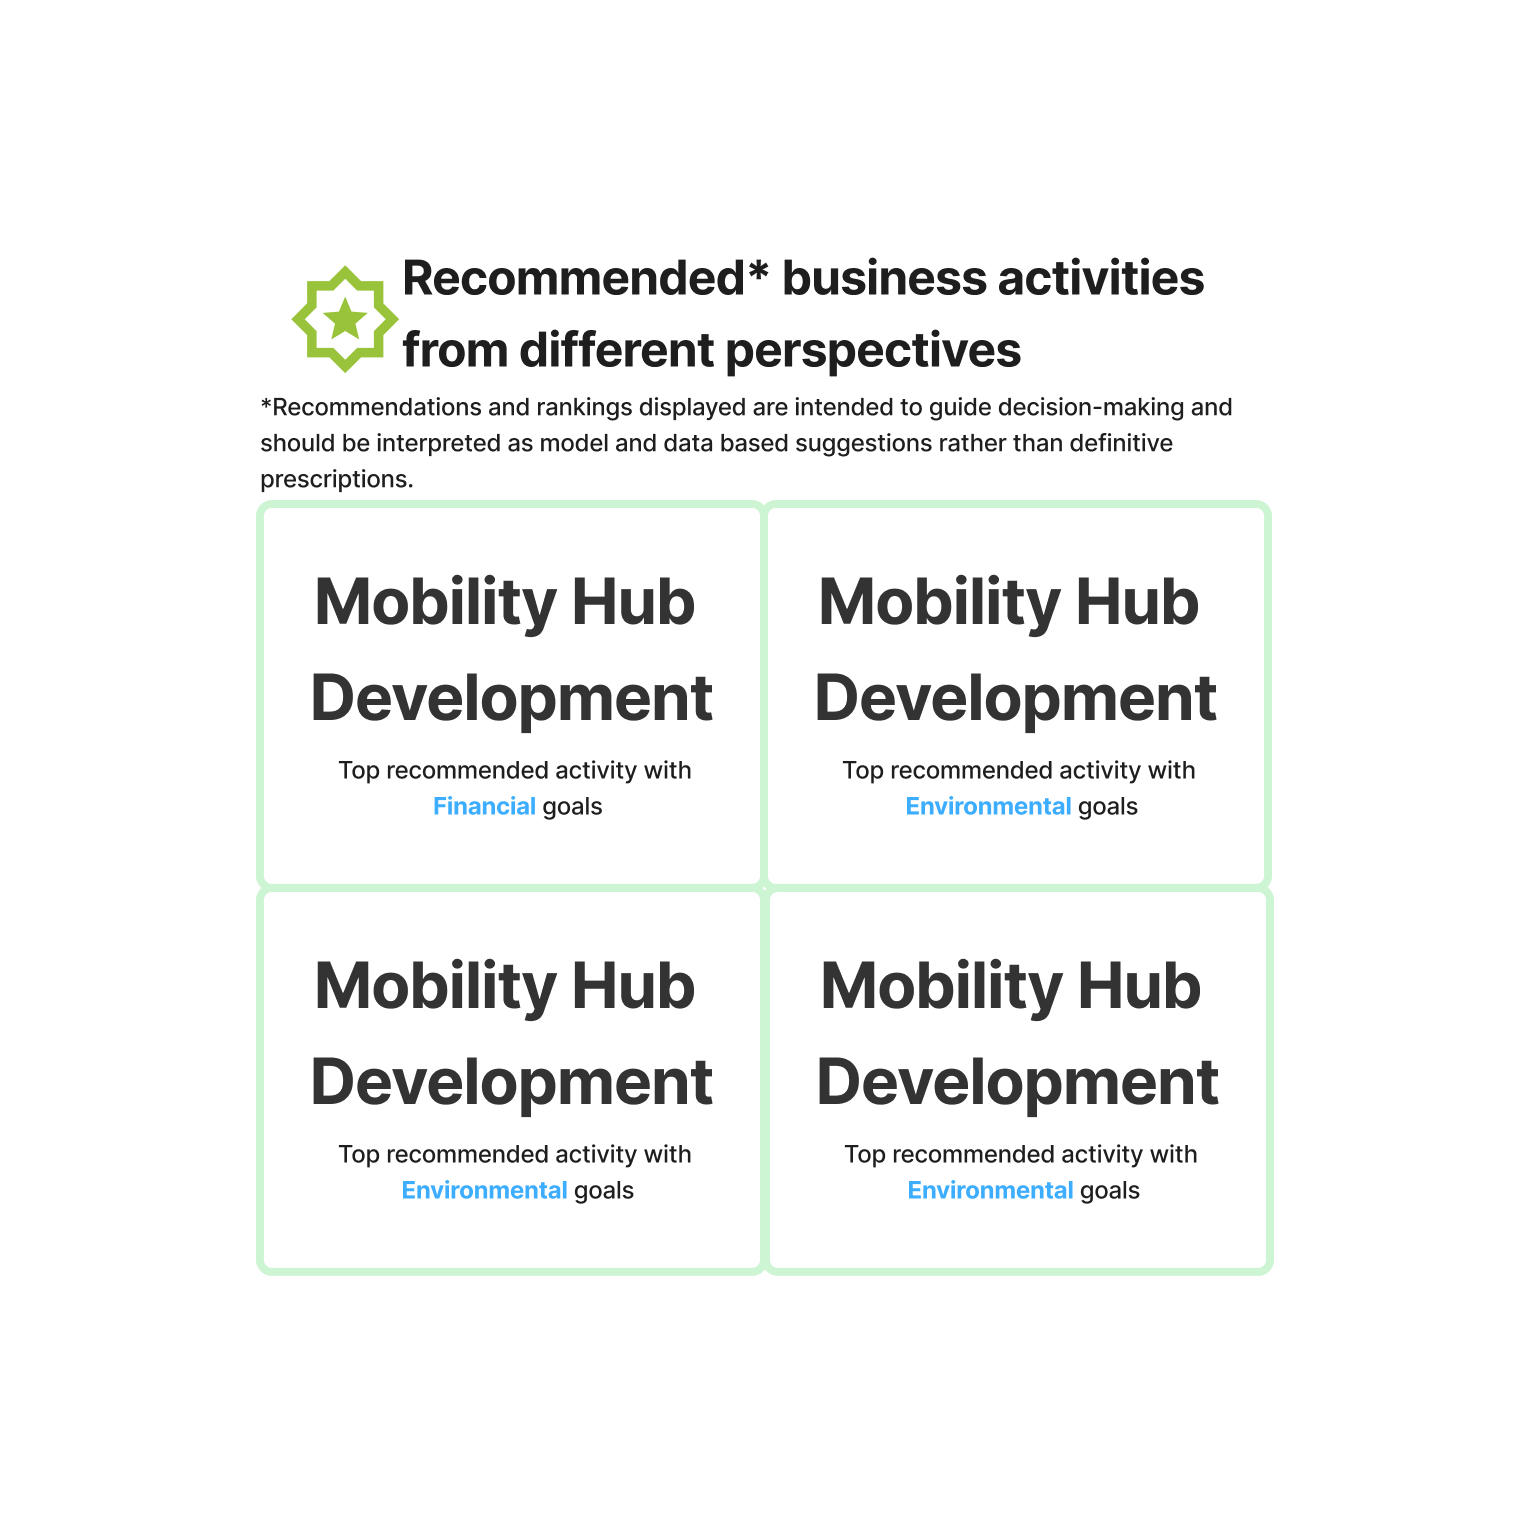 Recommended* business activities
from different perspectives
*Recommendations and rankings displayed are intended to guide decision-making and
should be interpreted as model and data based suggestions rather than definitive
prescriptions.
Mobility Hub
Development
Top recommended activity with
Financial goals
Mobility Hub
Development
Top recommended activity with
Environmental goals
Mobility Hub
Development
Top recommended activity with
Environmental goals
Mobility Hub
Development
Top recommended activity with
Environmental goals